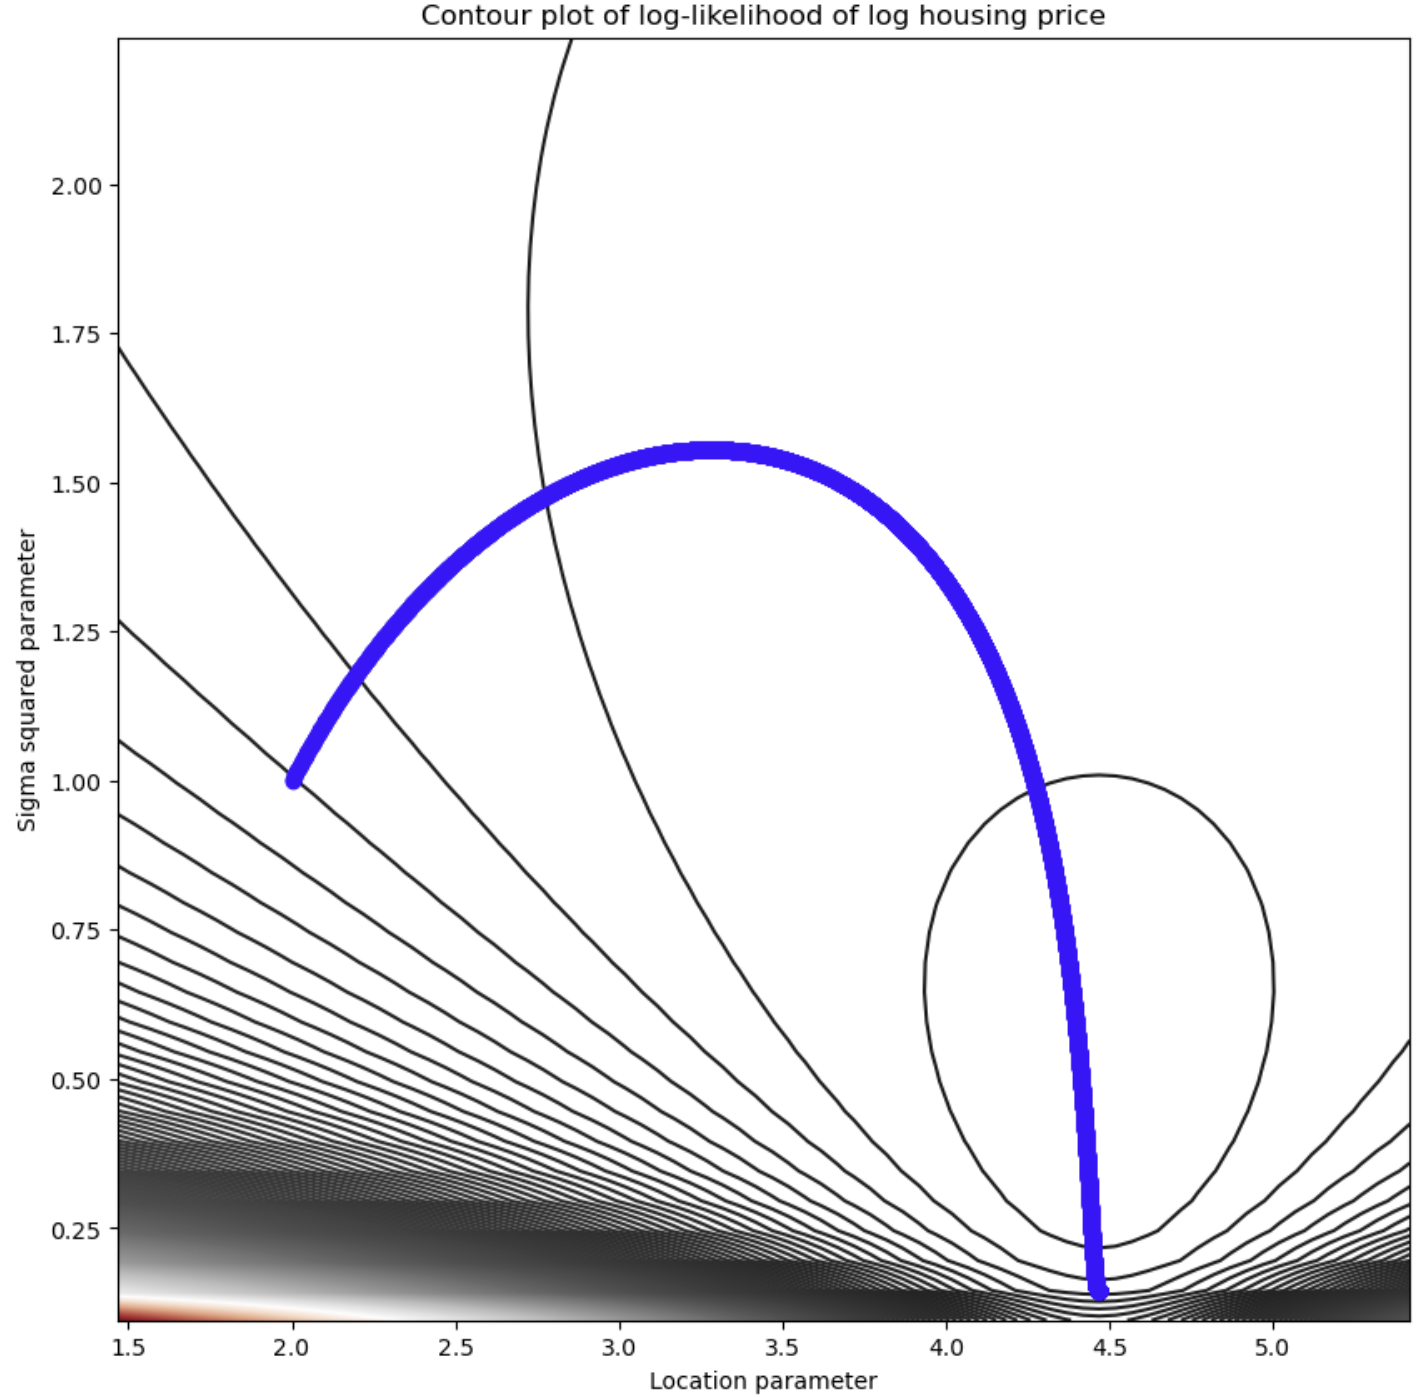 Contour plot of log-likelihood of log housing price
Sigma squared parameter
2.00
1.75
1.50
1.25
1.00
0.75
0.50
0.25
1.5 2.0 2.5 3.0 3.5 4.0 4.5 5.0
Location parameter